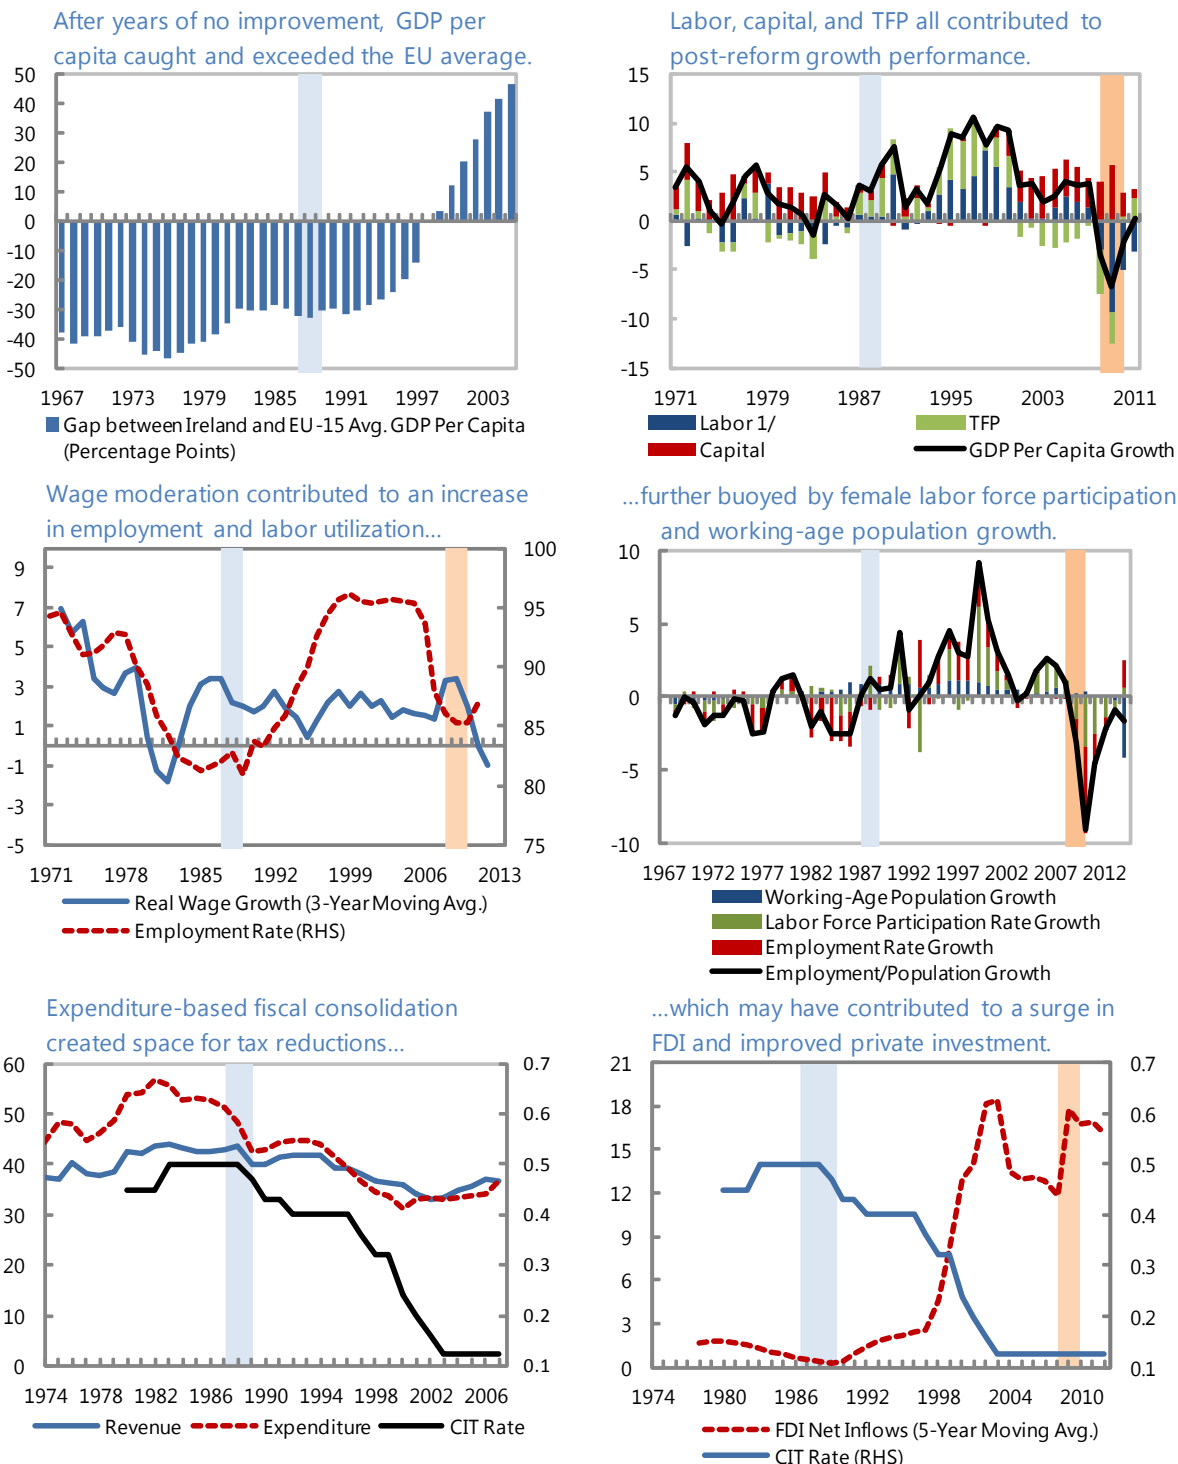 After years of no improvement, GDP per
capita caught and exceeded the EU average.
50
40
30
20
10
0
-10
-20
-30
-40
-50
1967 1973 1979 1985 1991 1997 2003
Gap between Ireland and EU-15 Avg. GDP Per Capita
(Percentage Points)
Labor, capital, and TFP all contributed to
post-reform growth performance.
15
10
5
0
-5
-10
-15
1971 1979 1987 1995 2003 2011
Labor 1/ TFP
Capital GDP Per Capita Growth
Wage moderation contributed to an increase
in employment and labor utilization...
9
7
5
3
1
-1
-3
-5
100
95
90
85
80
75
1971 1978 1985 1992 1999 2006 2013
Real Wage Growth (3-Year Moving Avg.)
Employment Rate (RHS)
...further buoyed by female labor force participation
and working-age population growth.
10
5
0
-5
-10
1967 1972 1977 1982 1987 1992 1997 2002 2007 2012
Working-Age Population Growth
Labor Force Participation Rate Growth
Employment Rate Growth
Employment/Population Growth
Expenditure-based fiscal consolidation
created space for tax reductions...
60
50
40
30
20
10
0
0.7
0.6
0.5
0.4
0.3
0.2
0.1
1974 1978 1982 1986 1990 1994 1998 2002 2006
Revenue Expenditure CIT Rate
...which may have contributed to a surge in
FDI and improved private investment.
21
18
15
12
9
6
3
0
0.7
0.6
0.5
0.4
0.3
0.2
0.1
1974 1980 1986 1992 1998 2004 2010
FDI Net Inflows (5-Year Moving Avg.)
CIT Rate (RHS)